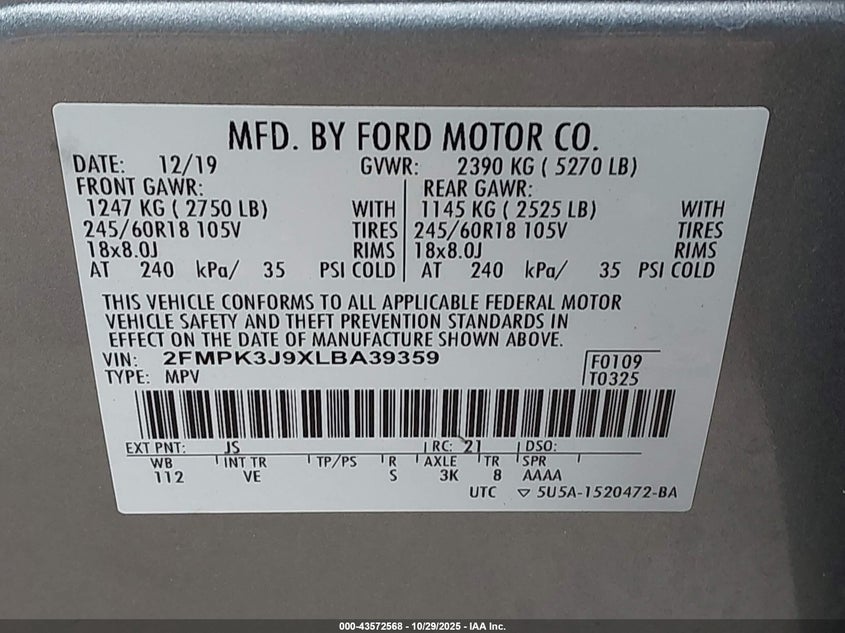 MFD. BY FORD MOTOR CO.
DATE: 12/19 GVWR: 2390 KG ( 5270 LB)
FRONT GAWR: REAR GAWR:
1247 KG ( 2750 LB) WITH 1145 KG ( 2525 LB) WITH
245/60R18 105V TIRES 245/60R18 105V TIRES
18x8.0J RIMS 18x8.0J RIMS
AT 240 kPa/ 35 PSI COLD AT 240 kPa/ 35 PSI COLD
THIS VEHICLE CONFORMS TO ALL APPLICABLE FEDERAL MOTOR
VEHICLE SAFETY AND THEFT PREVENTION STANDARDS IN
EFFECT ON THE DATE OF MANUFACTURE SHOWN ABOVE.
VIN: 2FMPK3J9XLBA39359 F0109
TYPE: MPV T0325
EXT PNT: JS RC: 21 DSO:
WB INT TR TP/PS R AXLE TR SPR
112 VE S 3K 8 AAAA
UTC ▽ 5U5A-1520472-BA
000-43572568 - 10/29/2025 - IAA Inc.